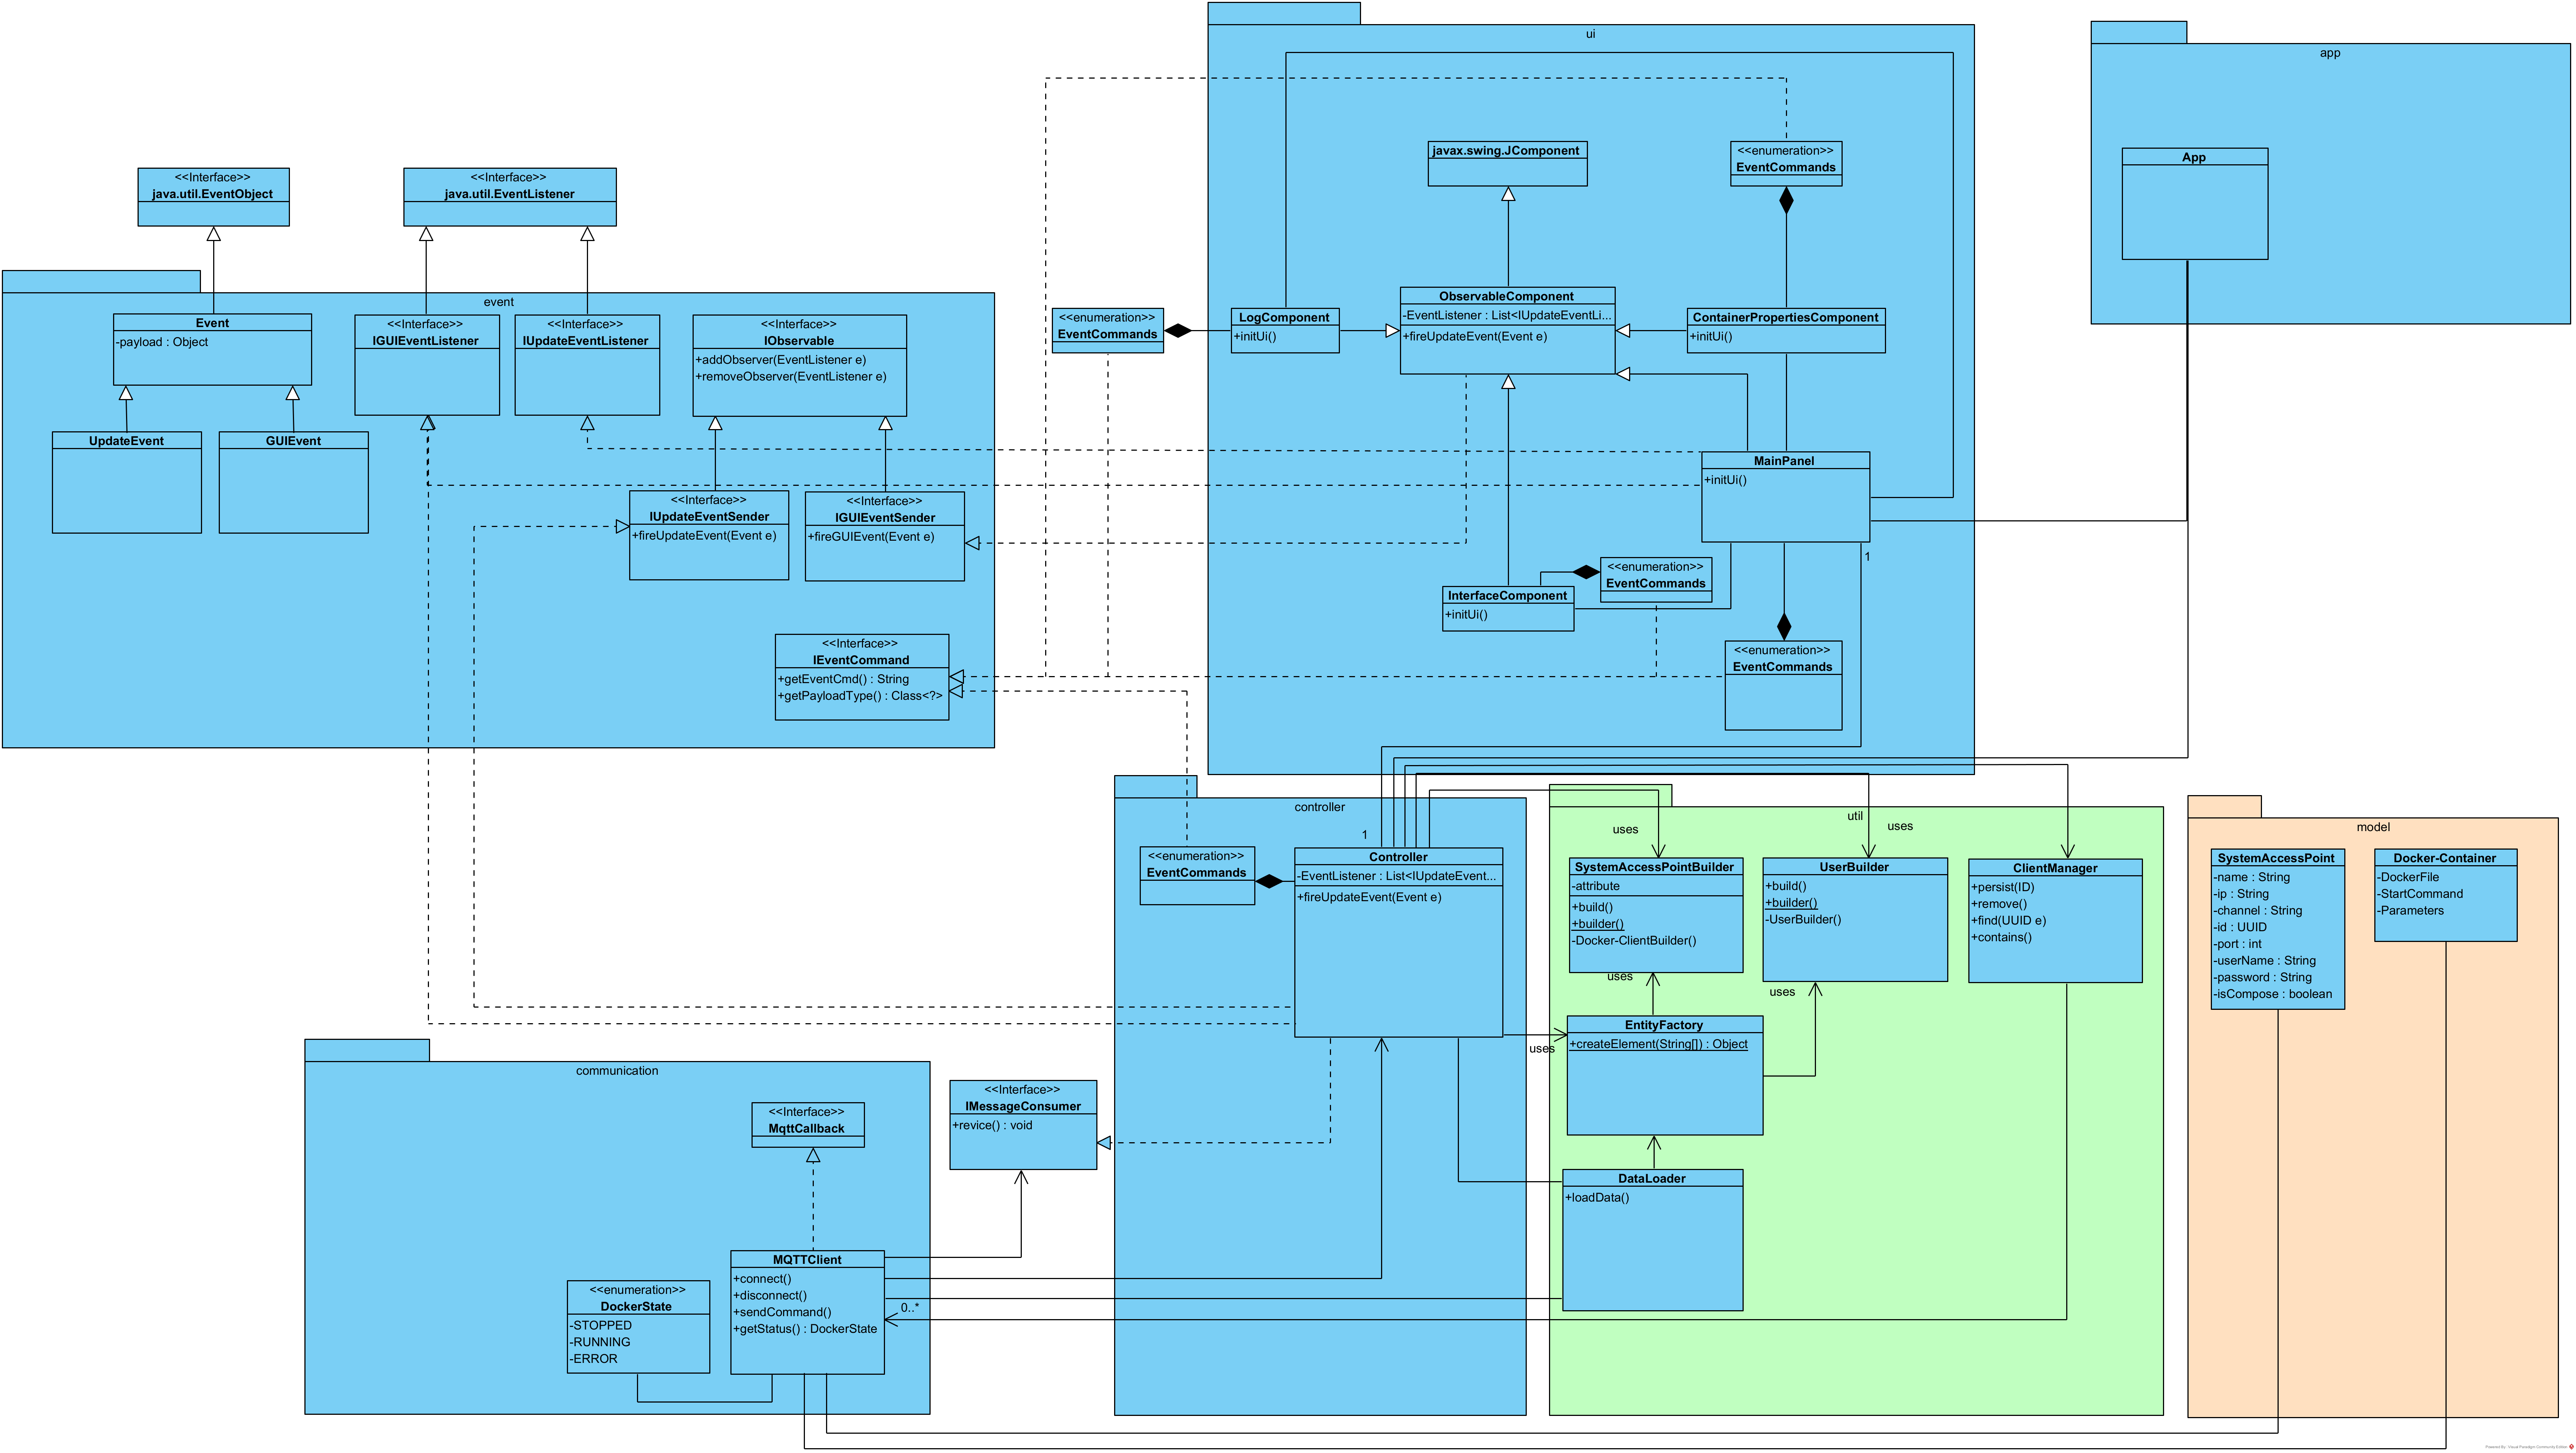 ui
app
<<Interface>>
java.util.EventObject
<<Interface>>
java.util.EventListener
javax.swing.JComponent
<<enumeration>>
EventCommands
App
event
Event
-payload : Object
<<Interface>>
IGUIEventListener
<<Interface>>
IUpdateEventListener
<<Interface>>
IObservable
+addObserver(EventListener e)
+removeObserver(EventListener e)
UpdateEvent
GUIEvent
<<Interface>>
IUpdateEventSender
+fireUpdateEvent(Event e)
<<Interface>>
IGUIEventSender
+fireGUIEvent(Event e)
<<Interface>>
IEventCommand
+getEventCmd() : String
+getPayloadType() : Class<?>
<<enumeration>>
EventCommands
LogComponent
+initUi()
ObservableComponent
-EventListener : List<IUpdateEventLi...
+fireUpdateEvent(Event e)
ContainerPropertiesComponent
+initUi()
MainPanel
+initUi()
1
<<enumeration>>
EventCommands
InterfaceComponent
+initUi()
<<enumeration>>
EventCommands
controller
1
<<enumeration>>
EventCommands
Controller
-EventListener : List<IUpdateEvent...
+fireUpdateEvent(Event e)
util
uses
uses
SystemAccessPointBuilder
-attribute
+build()
+builder()
-Docker-ClientBuilder()
UserBuilder
+build()
+builder()
-UserBuilder()
ClientManager
+persist(ID)
+remove()
+find(UUID e)
+contains()
uses
uses
EntityFactory
+createElement(String[]) : Object
uses
DataLoader
+loadData()
model
SystemAccessPoint
-name : String
-ip : String
-channel : String
-id : UUID
-port : int
-userName : String
-password : String
-isCompose : boolean
Docker-Container
-DockerFile
-StartCommand
-Parameters
communication
<<Interface>>
MqttCallback
<<Interface>>
IMessageConsumer
+revice() : void
MQTTClient
+connect()
+disconnect()
+sendCommand()
+getStatus() : DockerState
0..*
<<enumeration>>
DockerState
-STOPPED
-RUNNING
-ERROR
Powered By Visual Paradigm Community Edition